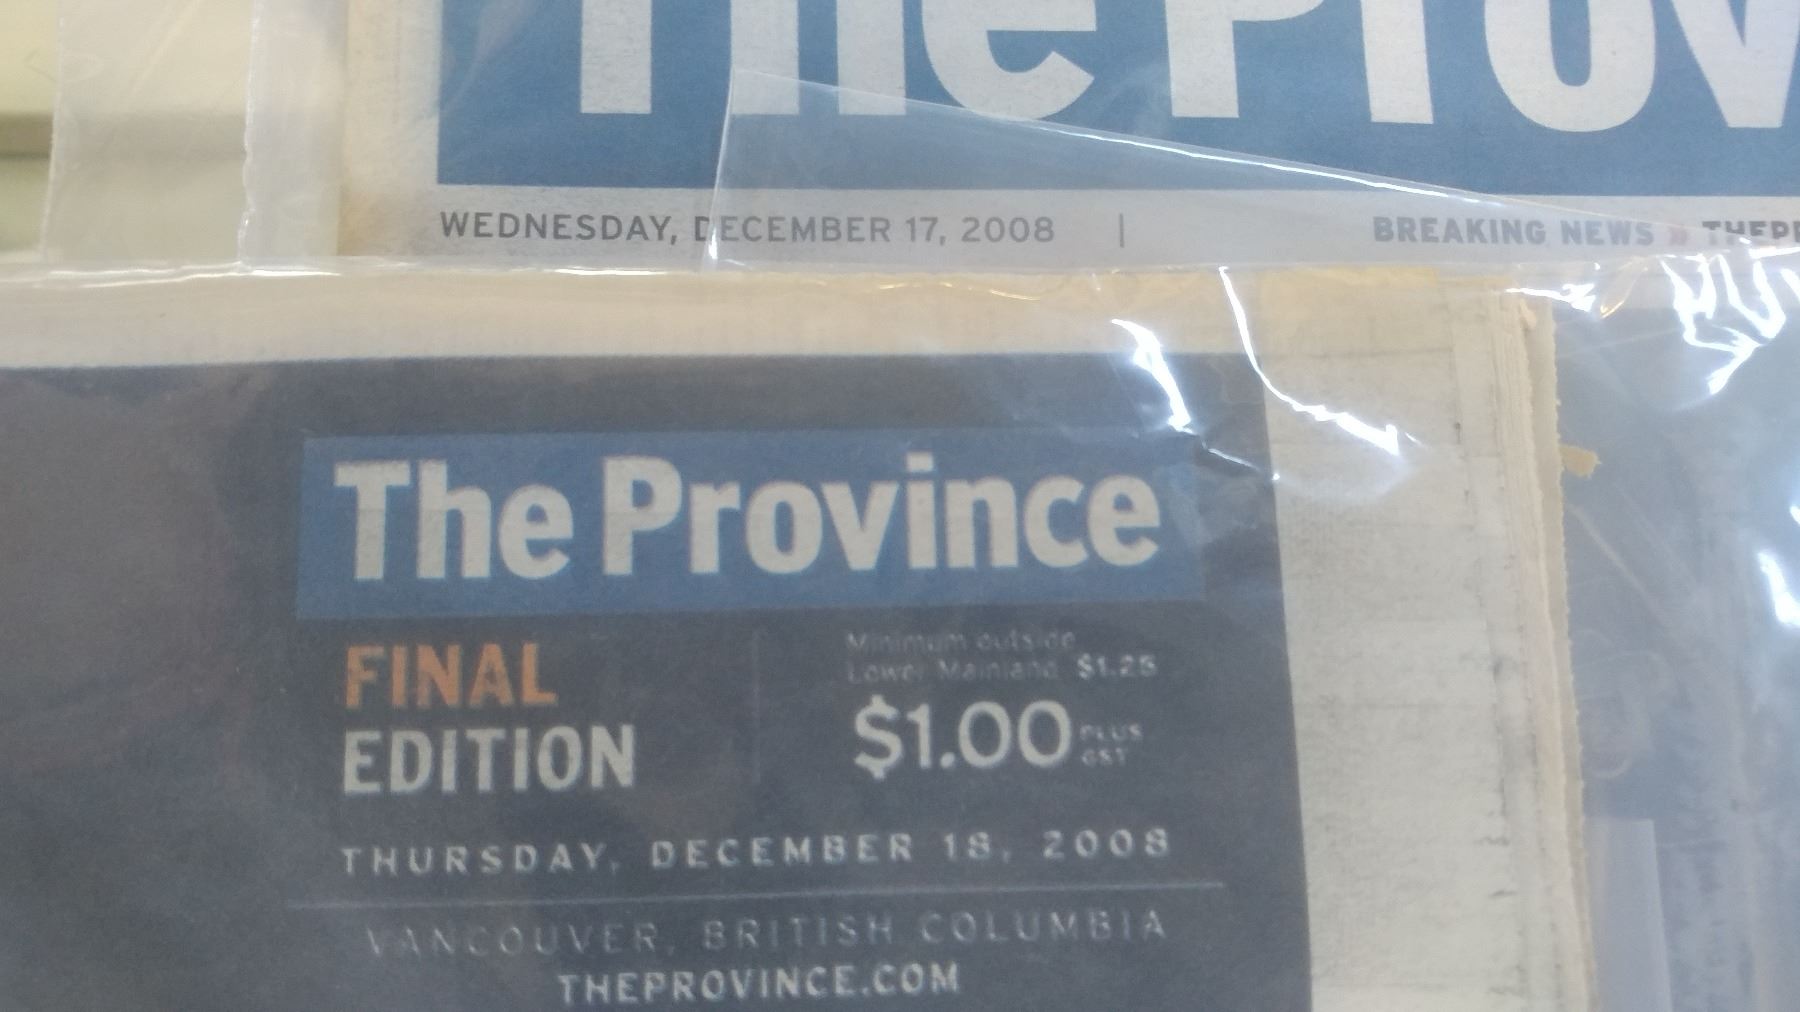 The Prov
WEDNESDAY, DECEMBER 17, 2008 | BREAKING NEWS » THEPR
The Province
FINAL
EDITION
Minimum outside
Lower Mainland $1.25
$1.00 PLUS
GST
THURSDAY, DECEMBER 18, 2008
VANCOUVER, BRITISH COLUMBIA
THEPROVINCE.COM